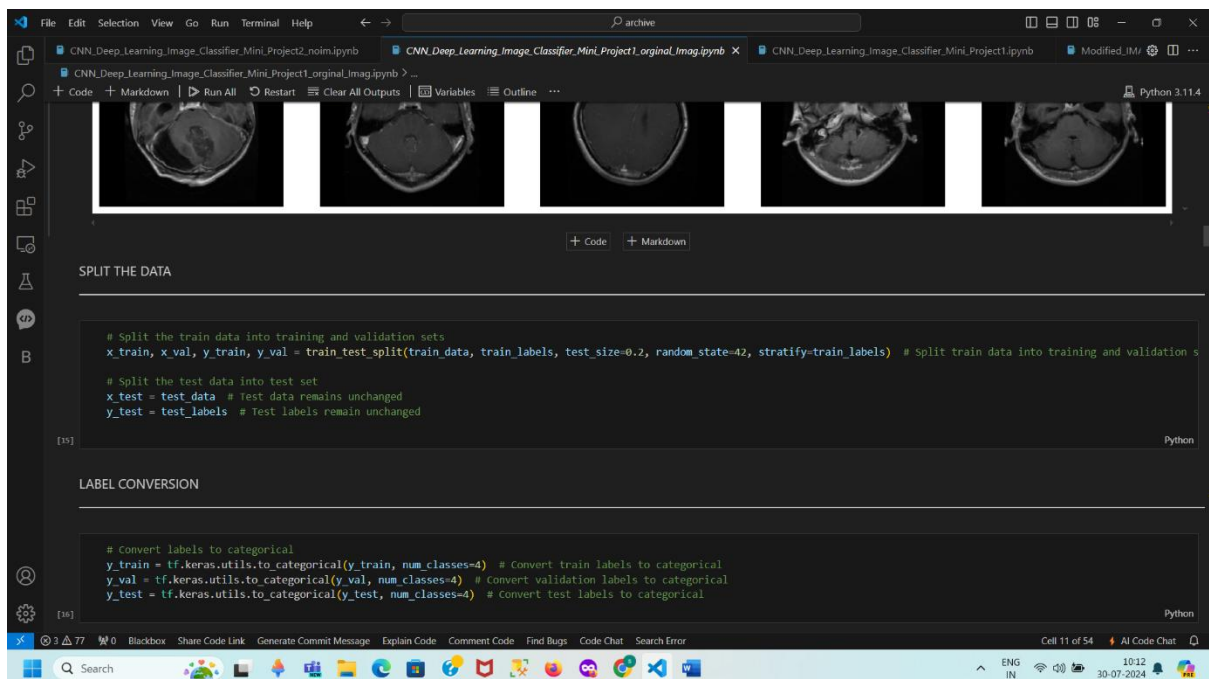 File Edit Selection View Go Run Terminal Help
archive
CNN_Deep_Learning_Image_Classifier_Mini_Project2_noim.ipynb CNN_Deep_Learning_Image_Classifier_Mini_Project1_orginal_Imag.ipynb CNN_Deep_Learning_Image_Classifier_Mini_Project1.ipynb Modified_IM
CNN_Deep_Learning_Image_Classifier_Mini_Project1_orginal_Imag.ipynb > ...
+ Code + Markdown | Run All Restart Clear All Outputs | Variables Outline ... Python 3.11.4
+ Code + Markdown
SPLIT THE DATA
# Split the train data into training and validation sets
x_train, x_val, y_train, y_val = train_test_split(train_data, train_labels, test_size=0.2, random_state=42, stratify=train_labels) # Split train data into training and validation s
# Split the test data into test set
x_test = test_data # Test data remains unchanged
y_test = test_labels # Test labels remain unchanged
[15] Python
LABEL CONVERSION
# Convert labels to categorical
y_train = tf.keras.utils.to_categorical(y_train, num_classes=4) # Convert train labels to categorical
y_val = tf.keras.utils.to_categorical(y_val, num_classes=4) # Convert validation labels to categorical
y_test = tf.keras.utils.to_categorical(y_test, num_classes=4) # Convert test labels to categorical
[16] Python
3 77 0 Blackbox Share Code Link Generate Commit Message Explain Code Comment Code Find Bugs Code Chat Search Error Cell 11 of 54 AI Code Chat
Search ENG IN 10:12 30-07-2024